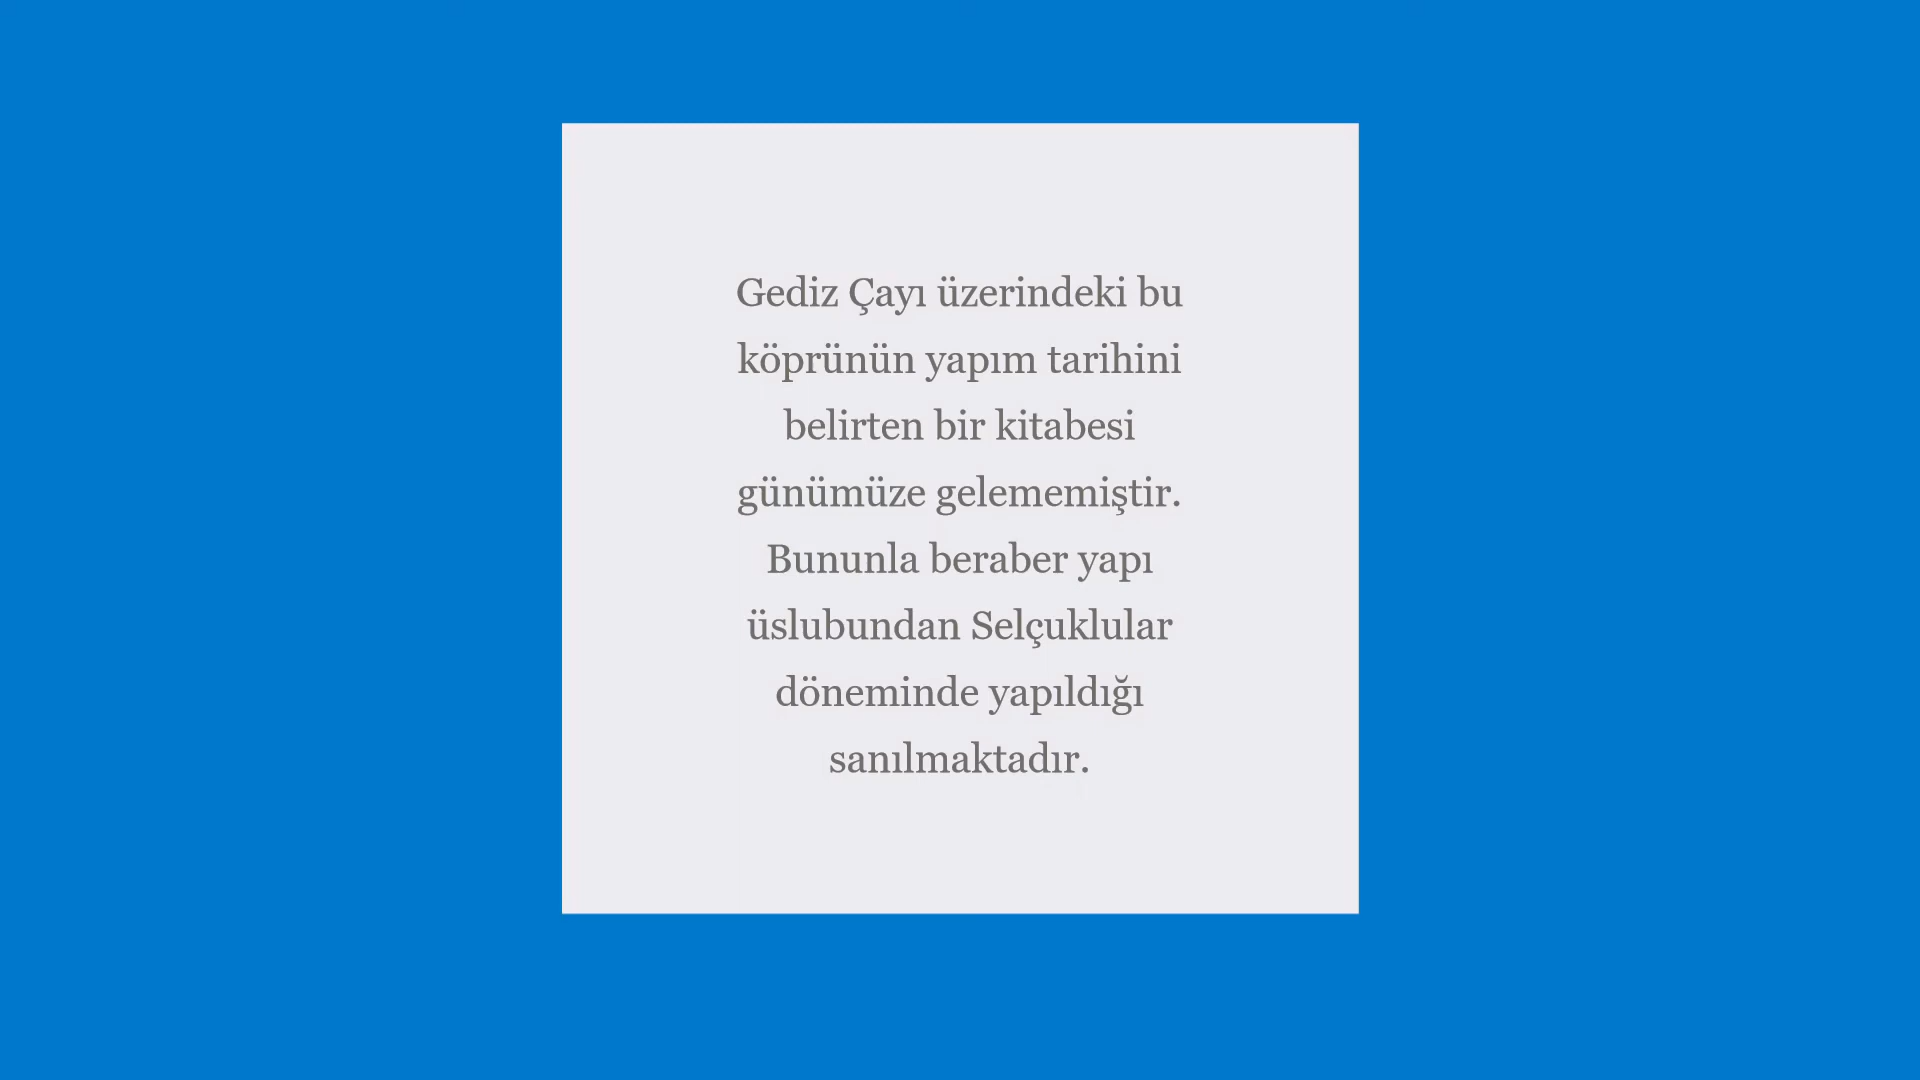 Gediz Çayı üzerindeki bu
köprünün yapım tarihini
belirten bir kitabesi
günümüze gelememiştir.
Bununla beraber yapı
üslubundan Selçuklular
döneminde yapıldığı
sanılmaktadır.